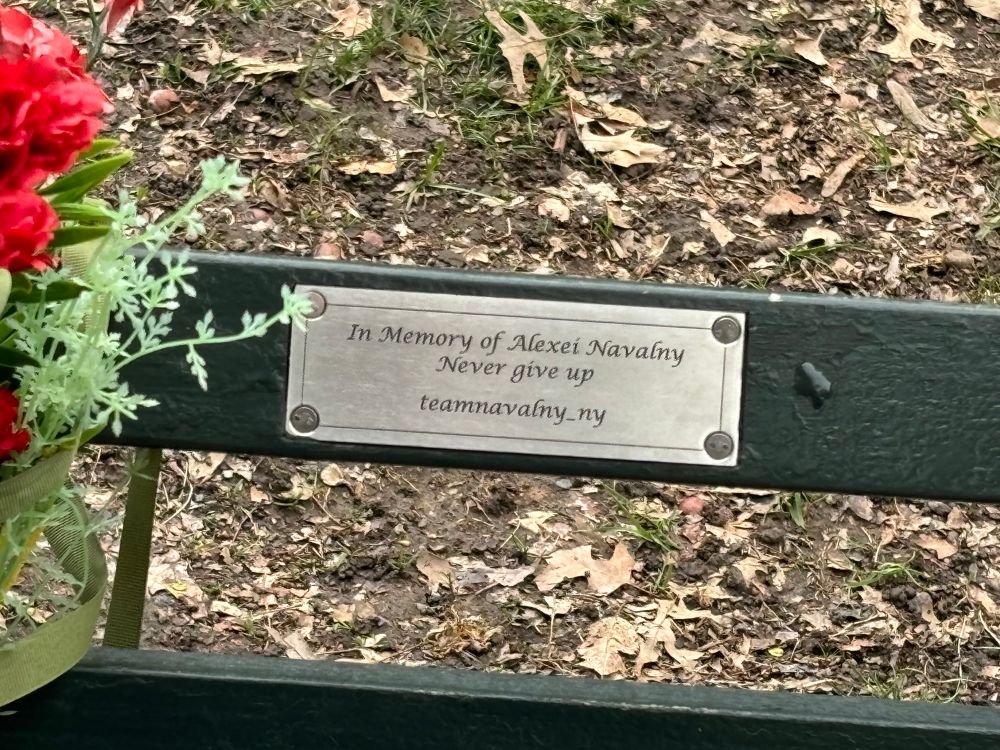 In Memory of Alexei Navalny
Never give up
teamnavalny_ny